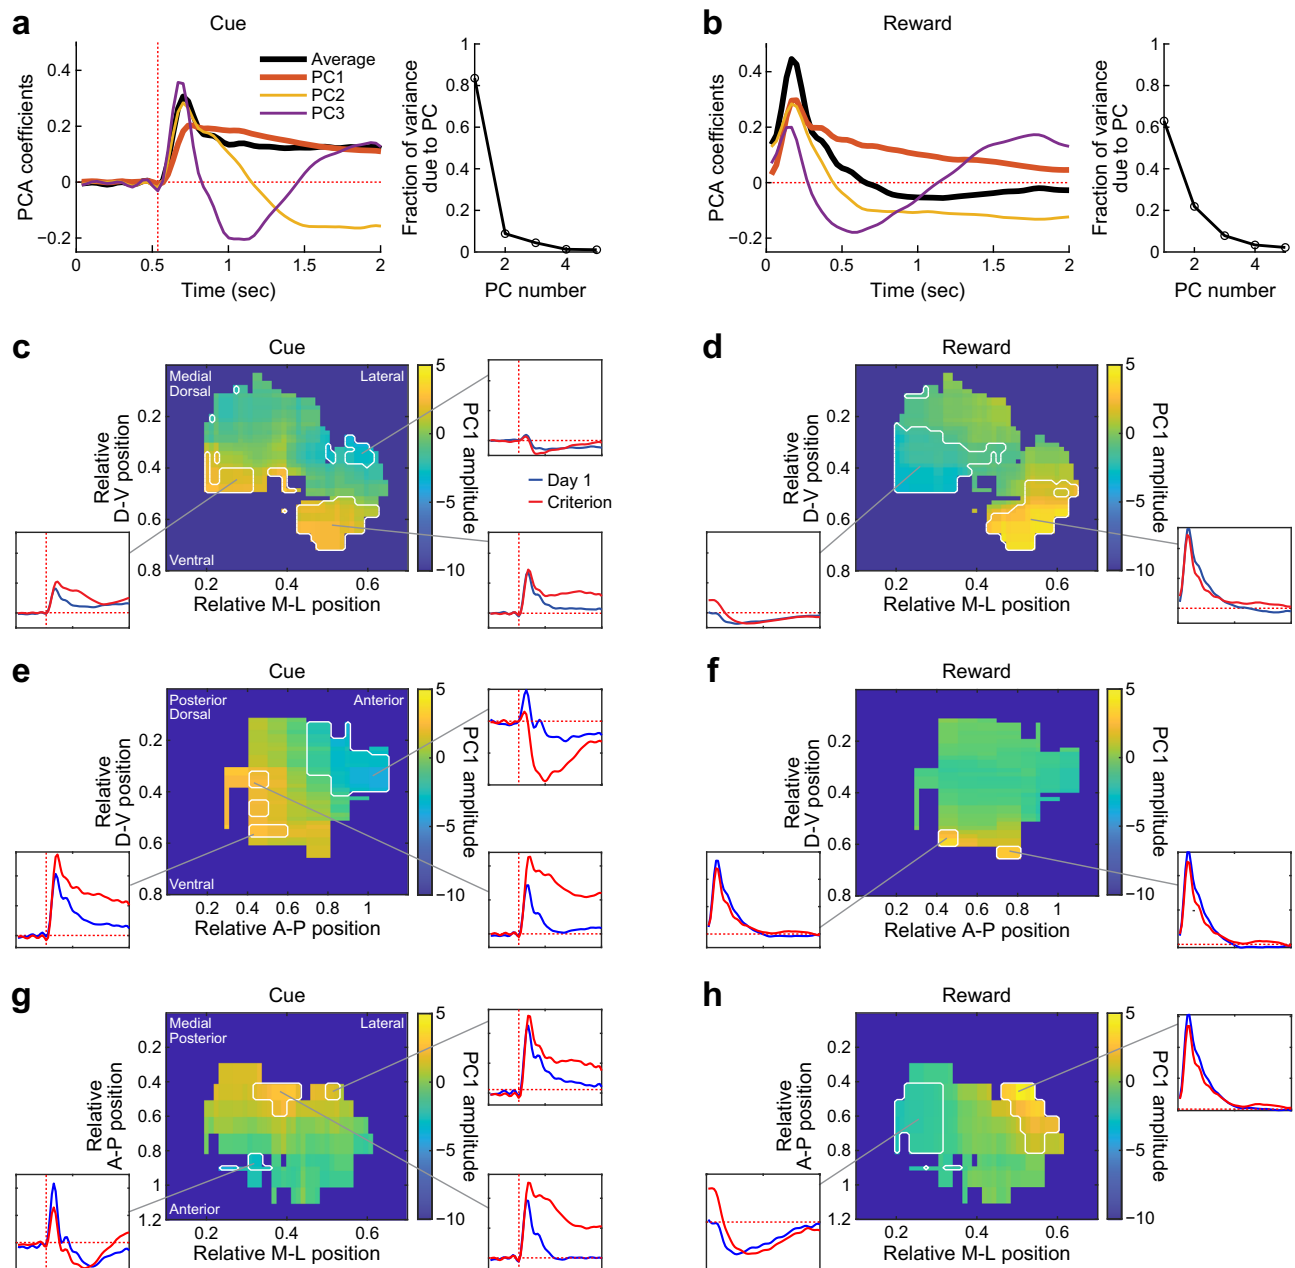 a
Cue
PCA coefficients
0.4
0.2
0
−0.2
0
0.5
1
1.5
2
Time (sec)
Average
PC1
PC2
PC3
Fraction of variance
due to PC
1
0.8
0.6
0.4
0.2
0
2
4
PC number
b
Reward
PCA coefficients
0.4
0.2
0
−0.2
0
0.5
1
1.5
2
Time (sec)
Fraction of variance
due to PC
1
0.8
0.6
0.4
0.2
0
2
4
PC number
c
Cue
Medial
Dorsal
Lateral
Ventral
Relative
D-V position
0.2
0.4
0.6
0.8
0.2
0.4
0.6
Relative M-L position
5
0
−5
−10
PC1 amplitude
Day 1
Criterion
d
Reward
Relative
D-V position
0.2
0.4
0.6
0.8
0.2
0.4
0.6
Relative M-L position
5
0
−5
−10
PC1 amplitude
e
Cue
Posterior
Dorsal
Anterior
Ventral
Relative
D-V position
0.2
0.4
0.6
0.8
0.2
0.4
0.6
0.8
1
Relative A-P position
5
0
−5
−10
PC1 amplitude
f
Reward
Relative
D-V position
0.2
0.4
0.6
0.8
0.2
0.4
0.6
0.8
1
Relative A-P position
5
0
−5
−10
PC1 amplitude
g
Cue
Medial
Posterior
Lateral
Anterior
Relative
A-P position
0.2
0.4
0.6
0.8
1
1.2
0.2
0.4
0.6
Relative M-L position
5
0
−5
−10
PC1 amplitude
h
Reward
Relative
A-P position
0.2
0.4
0.6
0.8
1
1.2
0.2
0.4
0.6
Relative M-L position
5
0
−5
−10
PC1 amplitude